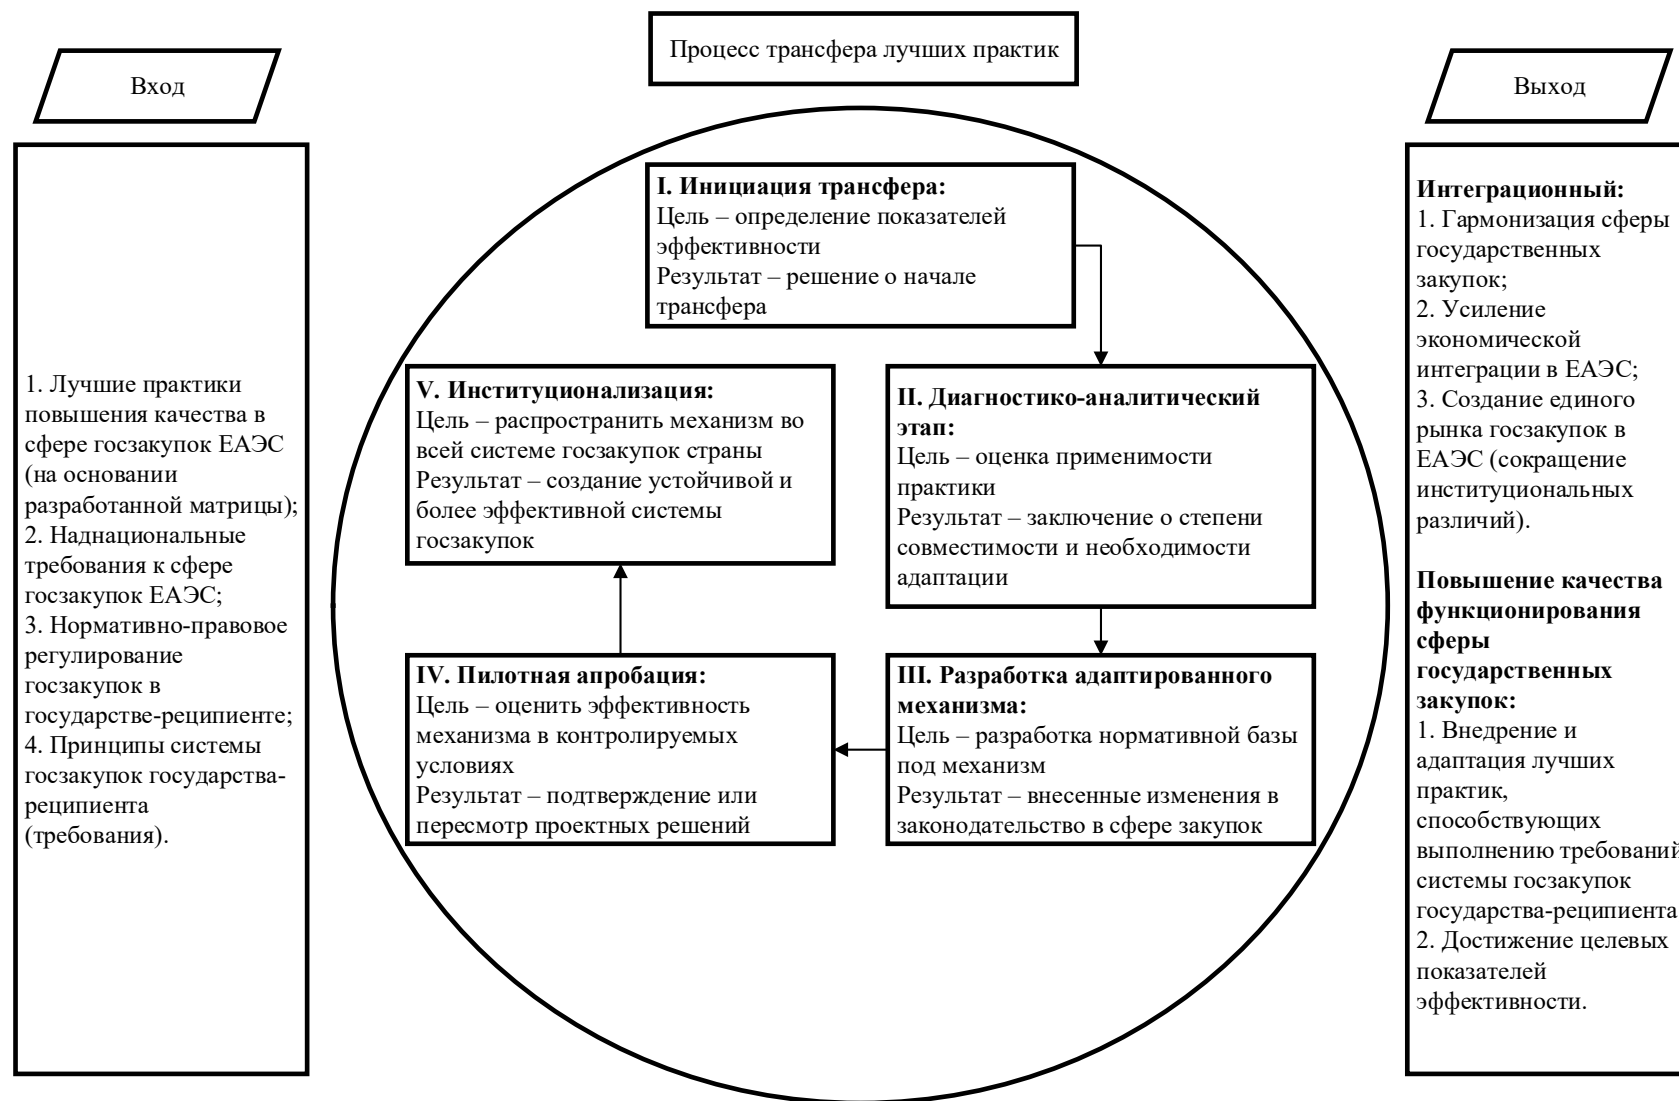 Процесс трансфера лучших практик
Вход
1. Лучшие практики
повышения качества в
сфере госзакупок ЕАЭС
(на основании
разработанной матрицы);
2. Наднациональные
требования к сфере
госзакупок ЕАЭС;
3. Нормативно-правовое
регулирование
госзакупок в
государстве-реципиенте;
4. Принципы системы
госзакупок государства-
реципиента
(требования).
I. Инициация трансфера:
Цель – определение показателей
эффективности
Результат – решение о начале
трансфера
II. Диагностико-аналитический
этап:
Цель – оценка применимости
практики
Результат – заключение о степени
совместимости и необходимости
адаптации
III. Разработка адаптированного
механизма:
Цель – разработка нормативной базы
под механизм
Результат – внесенные изменения в
законодательство в сфере закупок
IV. Пилотная апробация:
Цель – оценить эффективность
механизма в контролируемых
условиях
Результат – подтверждение или
пересмотр проектных решений
V. Институционализация:
Цель – распространить механизм во
всей системе госзакупок страны
Результат – создание устойчивой и
более эффективной системы
госзакупок
Выход
Интеграционный:
1. Гармонизация сферы
государственных
закупок;
2. Усиление
экономической
интеграции в ЕАЭС;
3. Создание единого
рынка госзакупок в
ЕАЭС (сокращение
институциональных
различий).
Повышение качества
функционирования
сферы
государственных
закупок:
1. Внедрение и
адаптация лучших
практик,
способствующих
выполнению требований
системы госзакупок
государства-реципиента
2. Достижение целевых
показателей
эффективности.